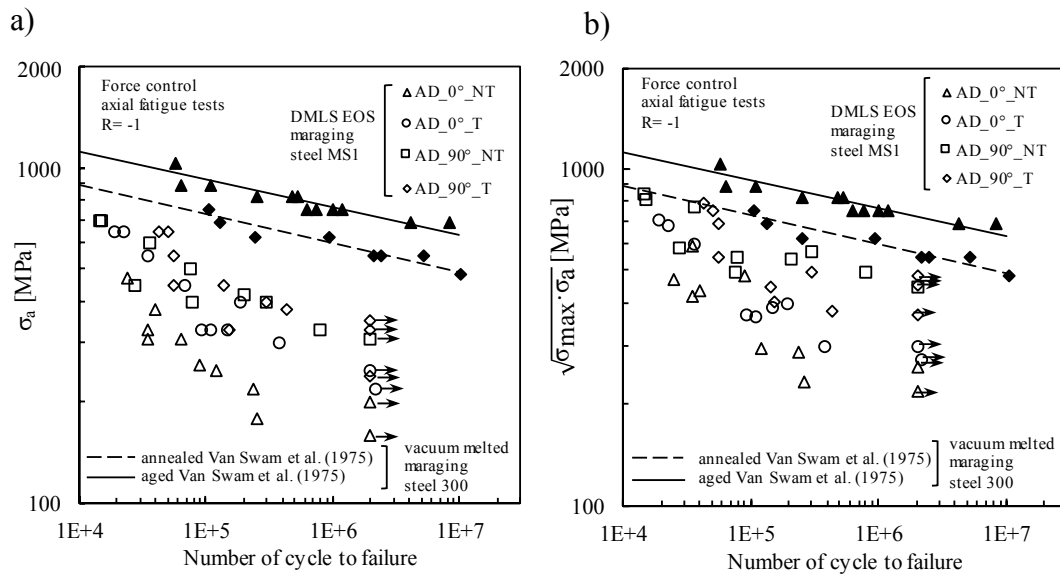 a)
2000
1000
100
σa [MPa]
Force control
axial fatigue tests
R= -1
DMLS EOS
maraging
steel MS1
AD_0°_NT
AD_0°_T
AD_90°_NT
AD_90°_T
annealed Van Swam et al. (1975)
aged Van Swam et al. (1975)
vacuum melted
maraging
steel 300
1E+4 1E+5 1E+6 1E+7
Number of cycle to failure
b)
2000
1000
100
√σmax·σa [MPa]
Force control
axial fatigue tests
R= -1
DMLS EOS
maraging
steel MS1
AD_0°_NT
AD_0°_T
AD_90°_NT
AD_90°_T
annealed Van Swam et al. (1975)
aged Van Swam et al. (1975)
vacuum melted
maraging
steel 300
1E+4 1E+5 1E+6 1E+7
Number of cycle to failure